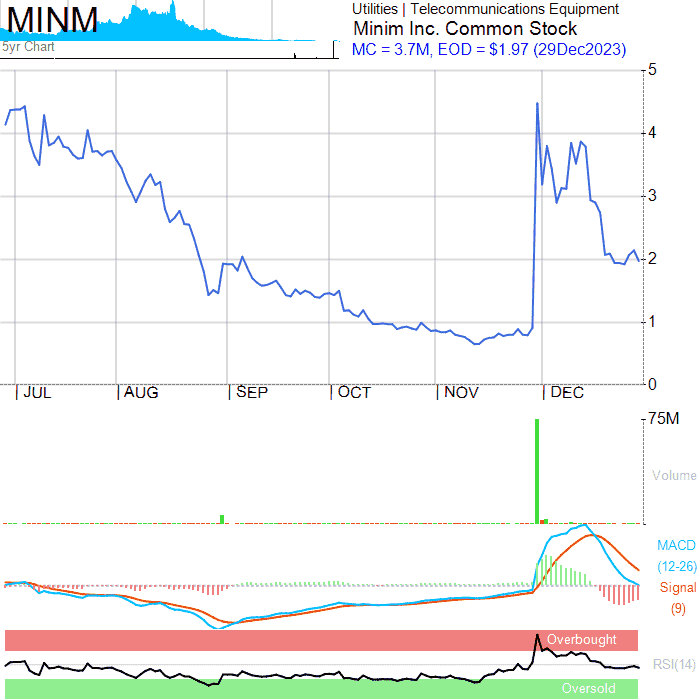 MINM
5yr Chart
Utilities | Telecommunications Equipment
Minim Inc. Common Stock
MC = 3.7M, EOD = $1.97 (29Dec2023)
5
4
3
2
1
0
JUL AUG SEP OCT NOV DEC
75M
Volume
MACD
(12-26)
Signal
(9)
Overbought
RSI(14)
Oversold